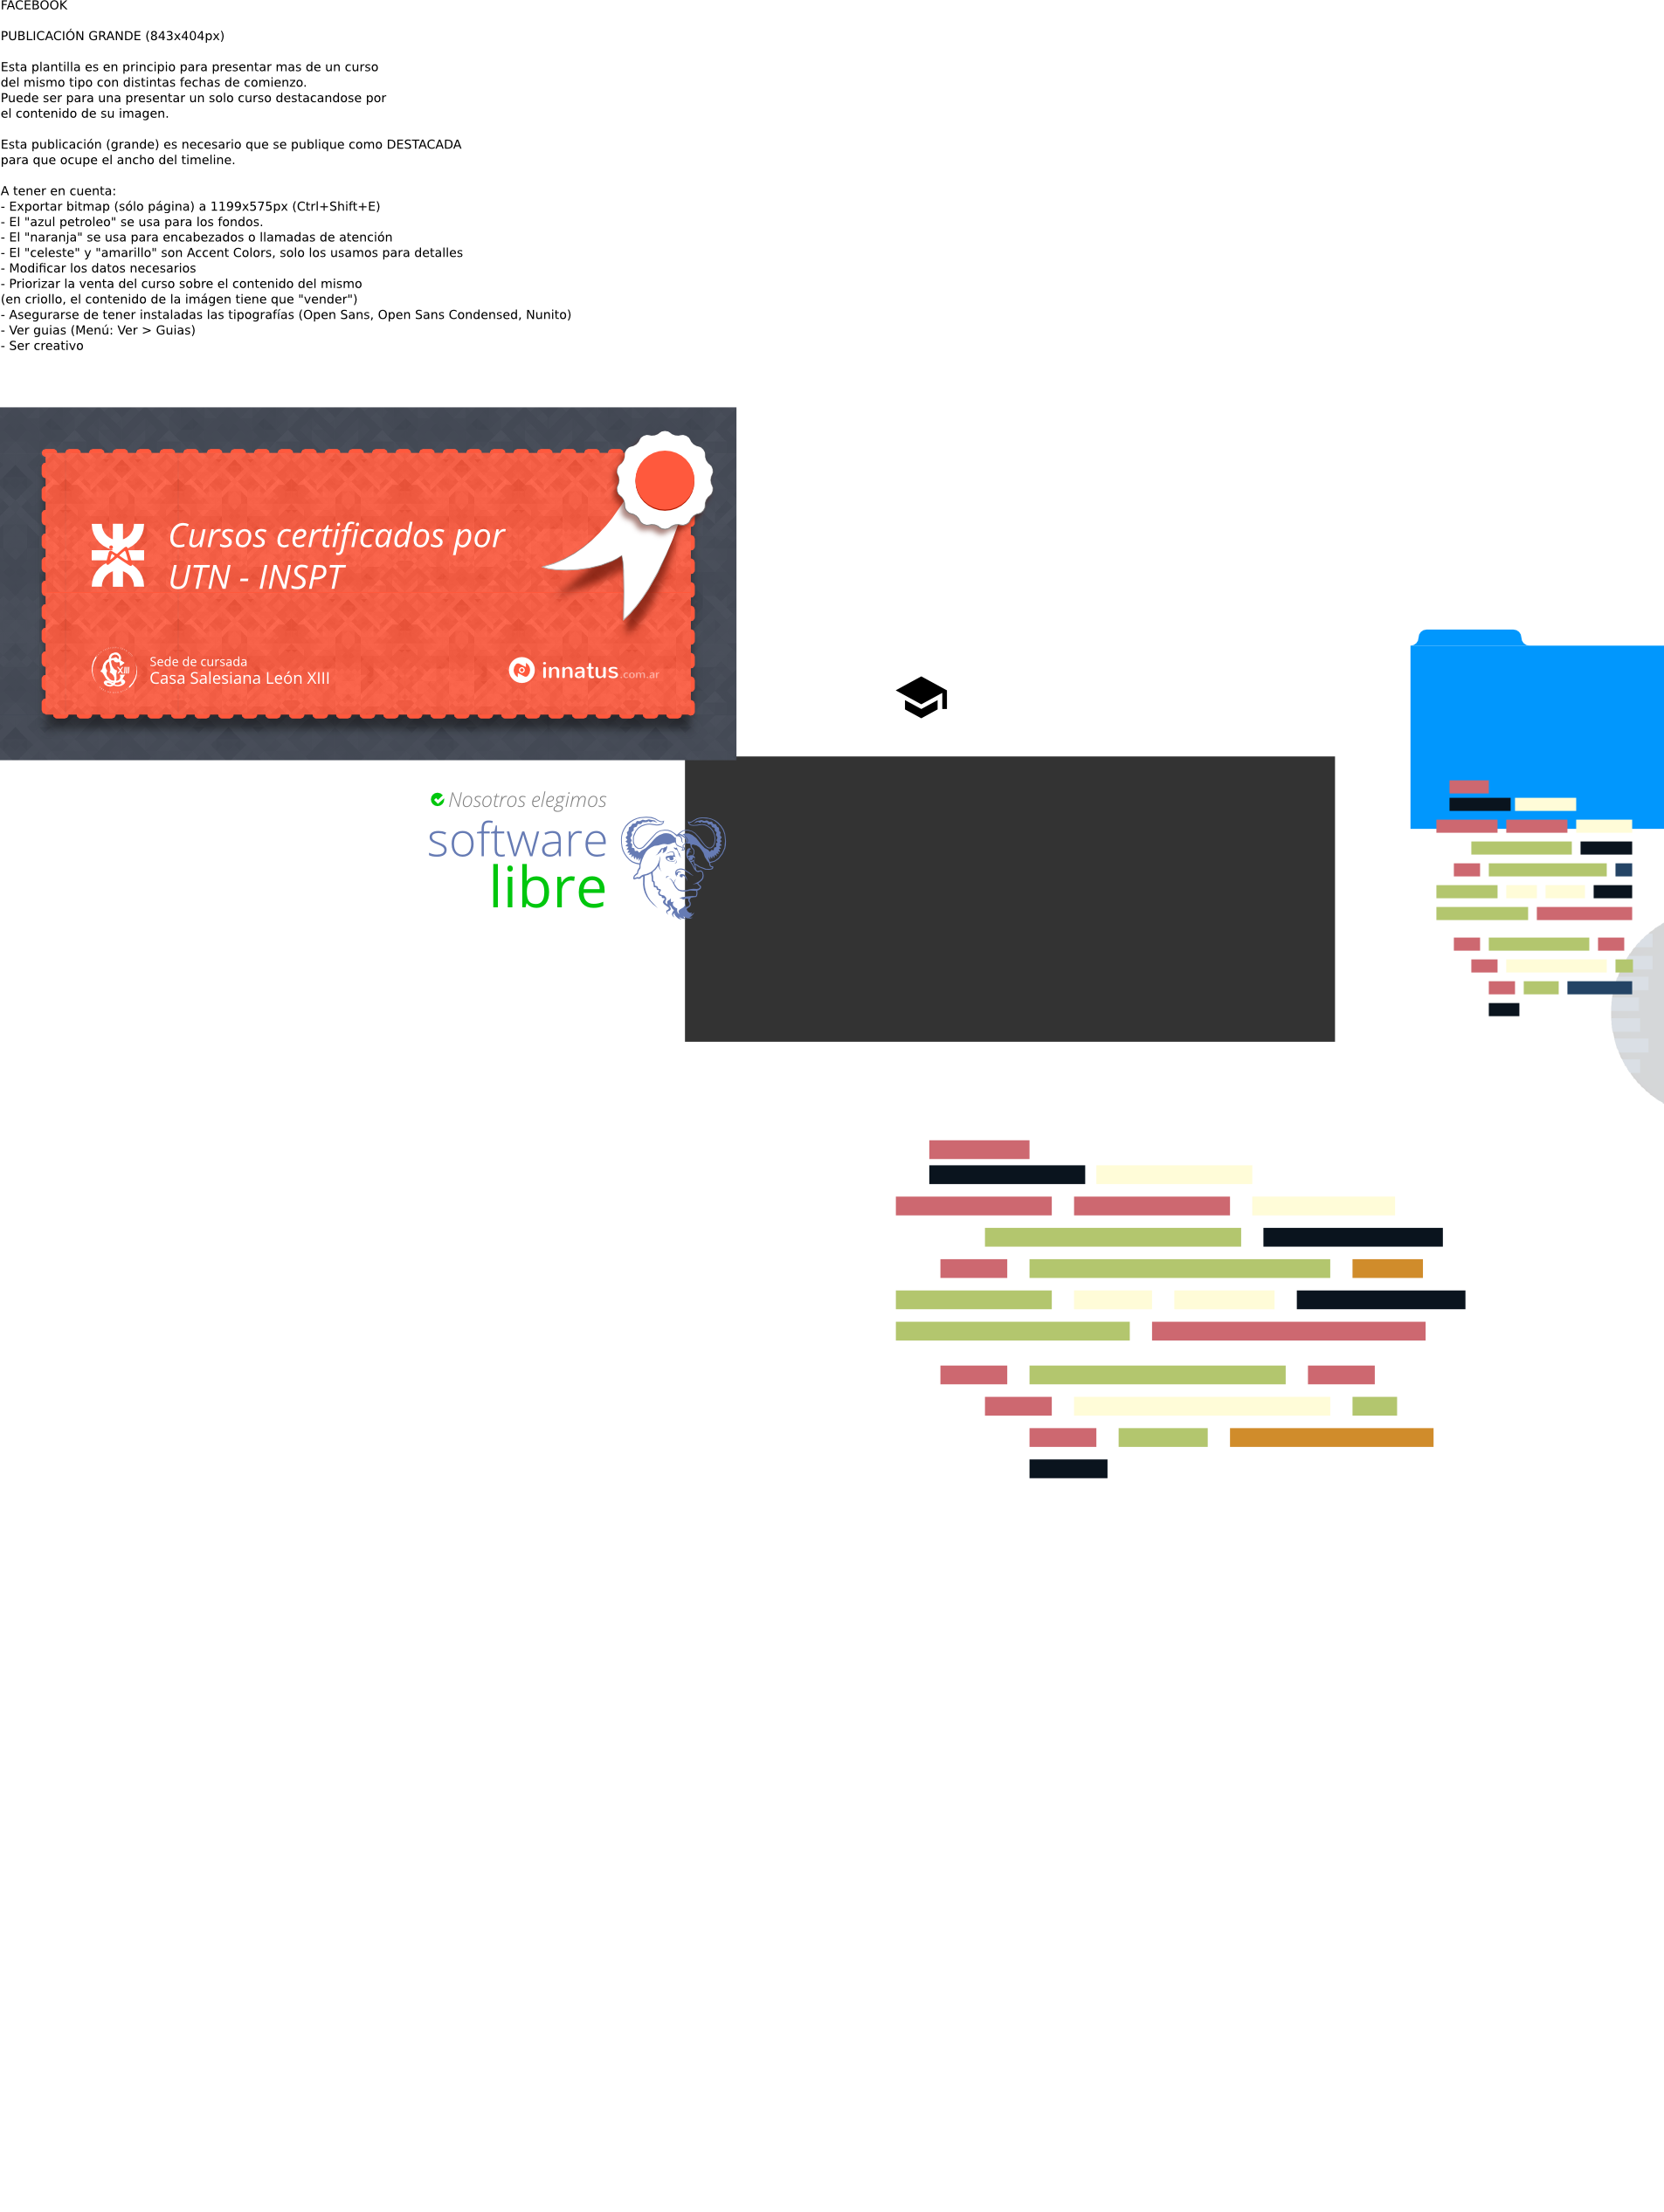 FACEBOOK
PUBLICACIÓN GRANDE (843x404px)
Esta plantilla es en principio para presentar mas de un curso
del mismo tipo con distintas fechas de comienzo.
Puede ser para una presentar un solo curso destacandose por
el contenido de su imagen.
Esta publicación (grande) es necesario que se publique como DESTACADA
para que ocupe el ancho del timeline.
A tener en cuenta:
- Exportar bitmap (sólo página) a 1199x575px (Ctrl+Shift+E)
- El "azul petroleo" se usa para los fondos.
- El "naranja" se usa para encabezados o llamadas de atención
- El "celeste" y "amarillo" son Accent Colors, solo los usamos para detalles
- Modificar los datos necesarios
- Priorizar la venta del curso sobre el contenido del mismo
(en criollo, el contenido de la imágen tiene que "vender")
- Asegurarse de tener instaladas las tipografías (Open Sans, Open Sans Condensed, Nunito)
- Ver guias (Menú: Ver > Guias)
- Ser creativo
Cursos certificados por
UTN - INSPT
XIII
Sede de cursada
Casa Salesiana León XIII
innatus.com.ar
Nosotros elegimos
software
libre